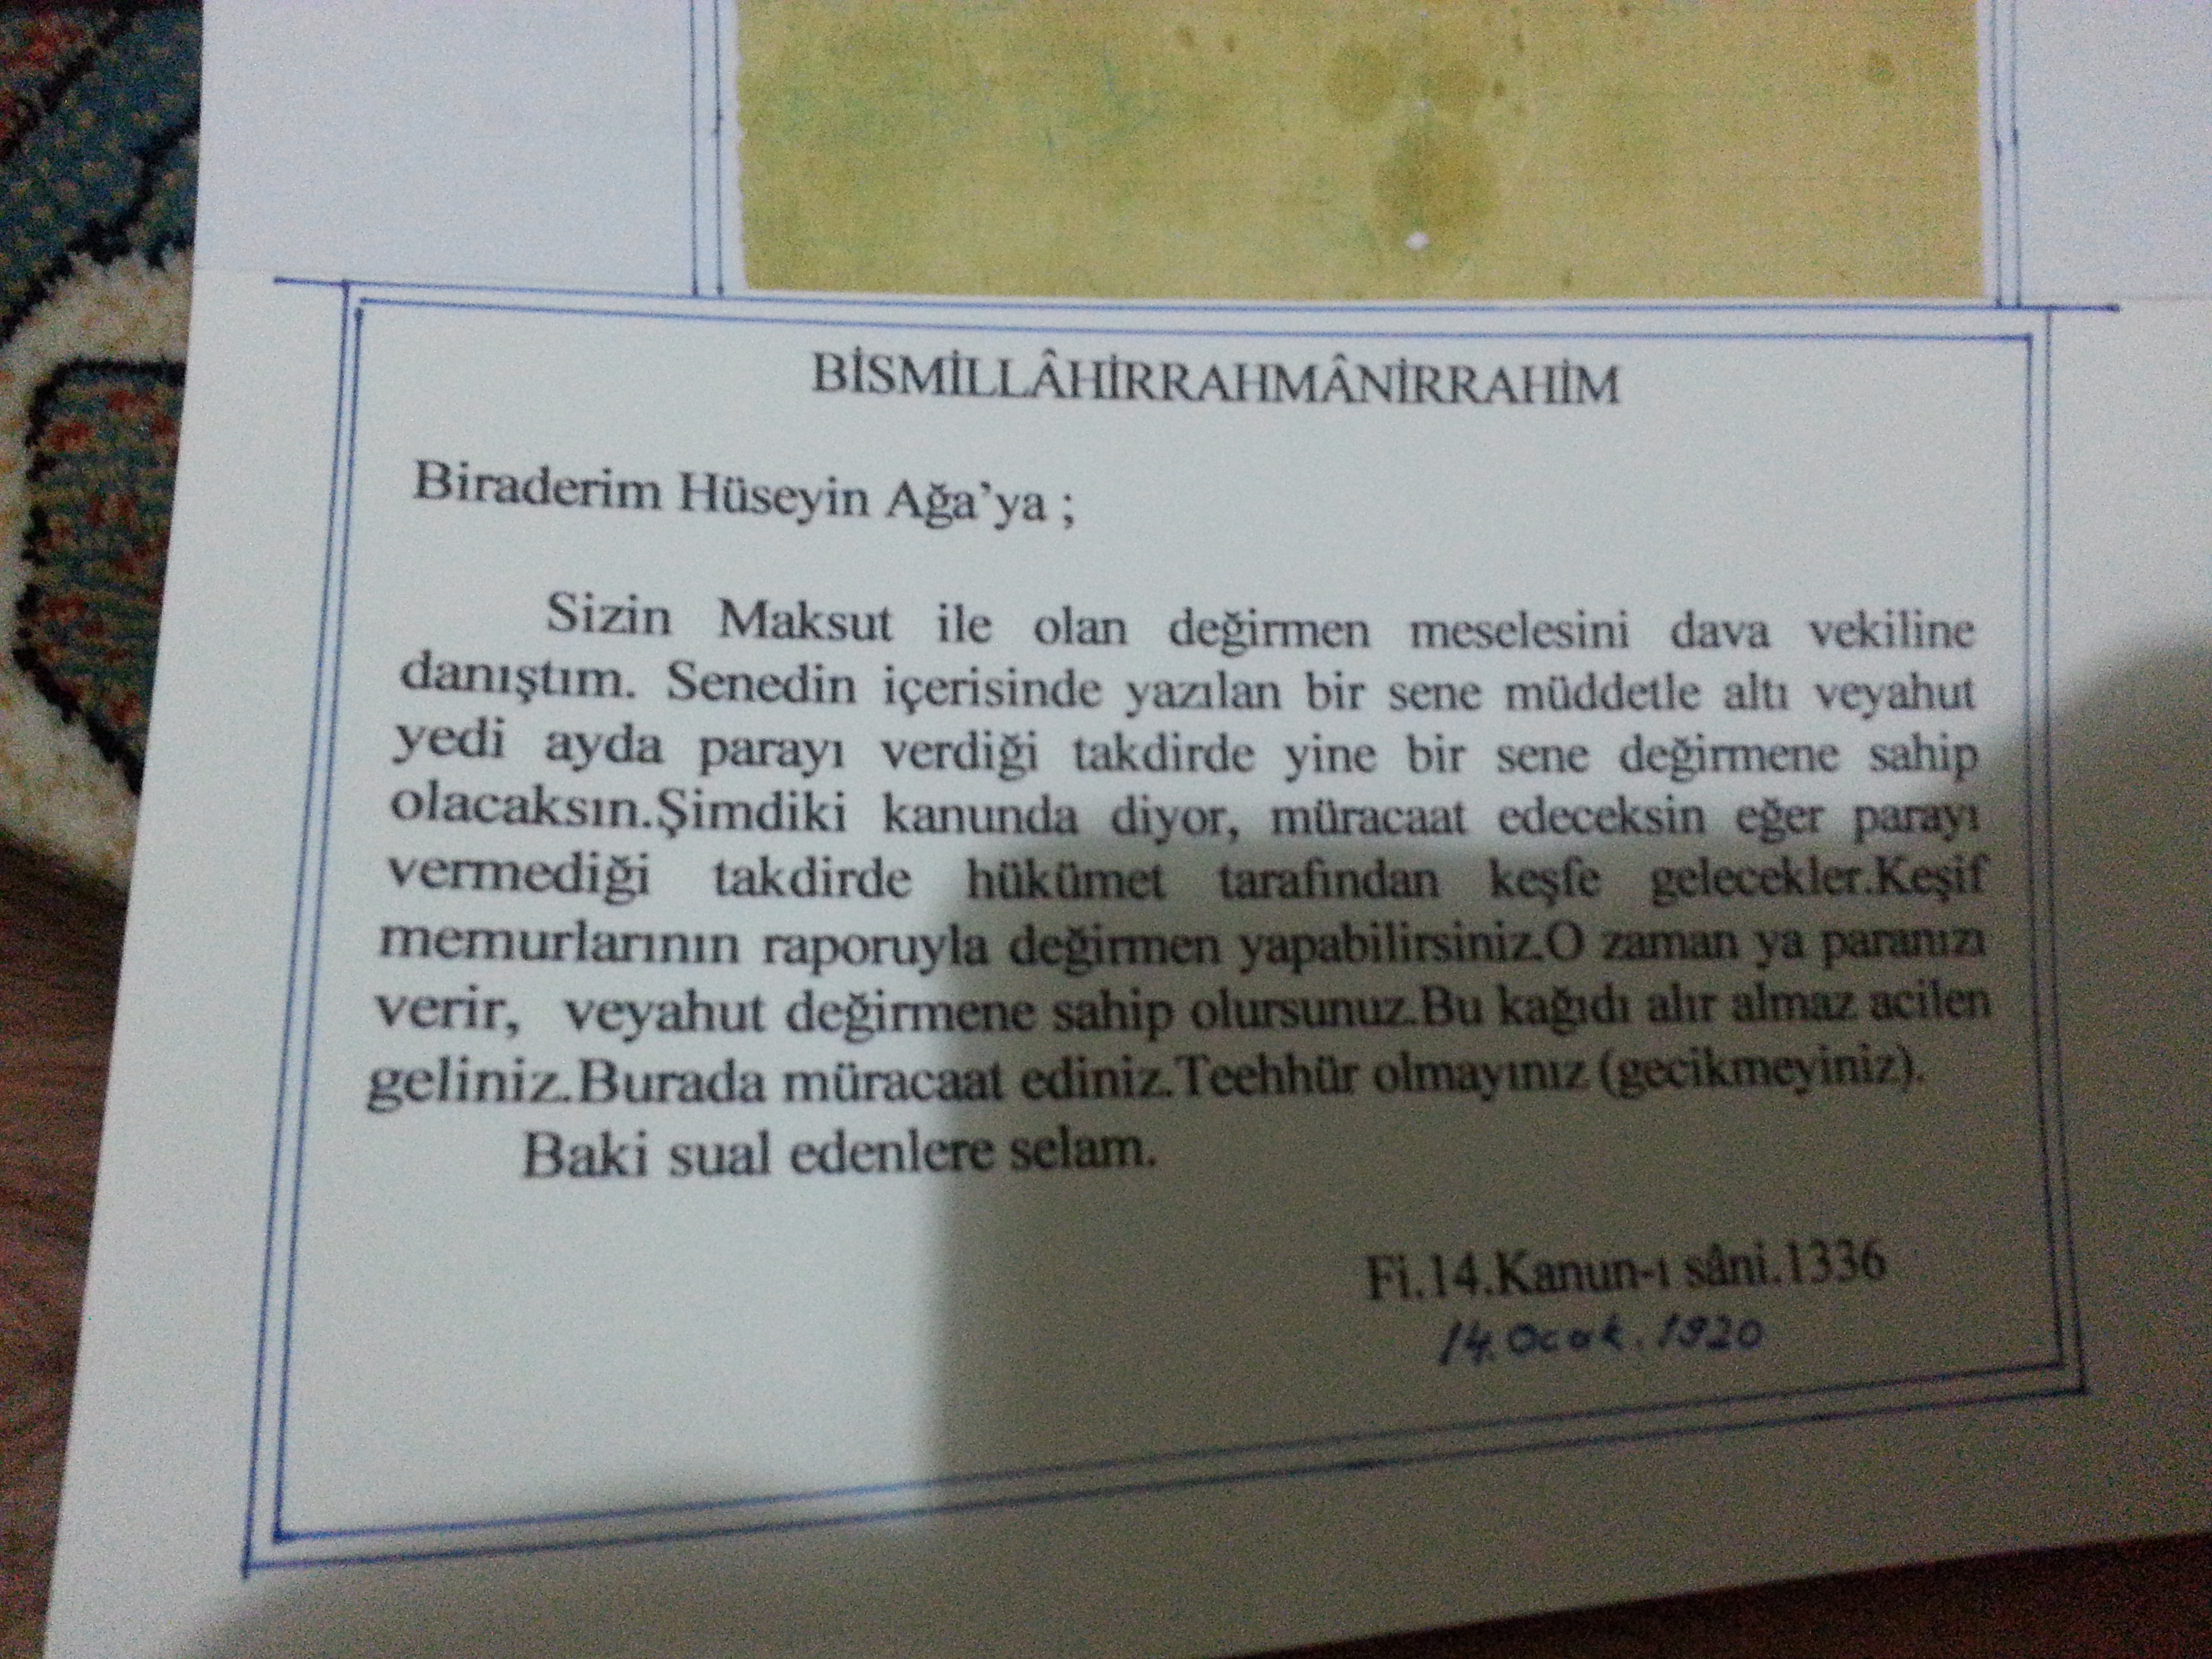 BİSMİLLÂHİRRAHMÂNİRRAHİM
Biraderim Hüseyin Ağa'ya ;
Sizin Maksut ile olan değirmen meselesini dava vekiline
danıştım. Senedin içerisinde yazılan bir sene müddetle altı veyahut
yedi ayda parayı verdiği takdirde yine bir sene değirmene sahip
olacaksın.Şimdiki kanunda diyor, müracaat edeceksin eğer parayı
vermediği takdirde hükümet tarafından keşfe gelecekler.Keşif
memurlarının raporuyla değirmen yapabilirsiniz.O zaman ya paranızı
verir, veyahut değirmene sahip olursunuz.Bu kağıdı alır almaz acilen
geliniz.Burada müracaat ediniz.Teehhür olmayınız (gecikmeyiniz).
Baki sual edenlere selam.
Fi.14.Kanun-ı sâni.1336
14.Ocak.1920